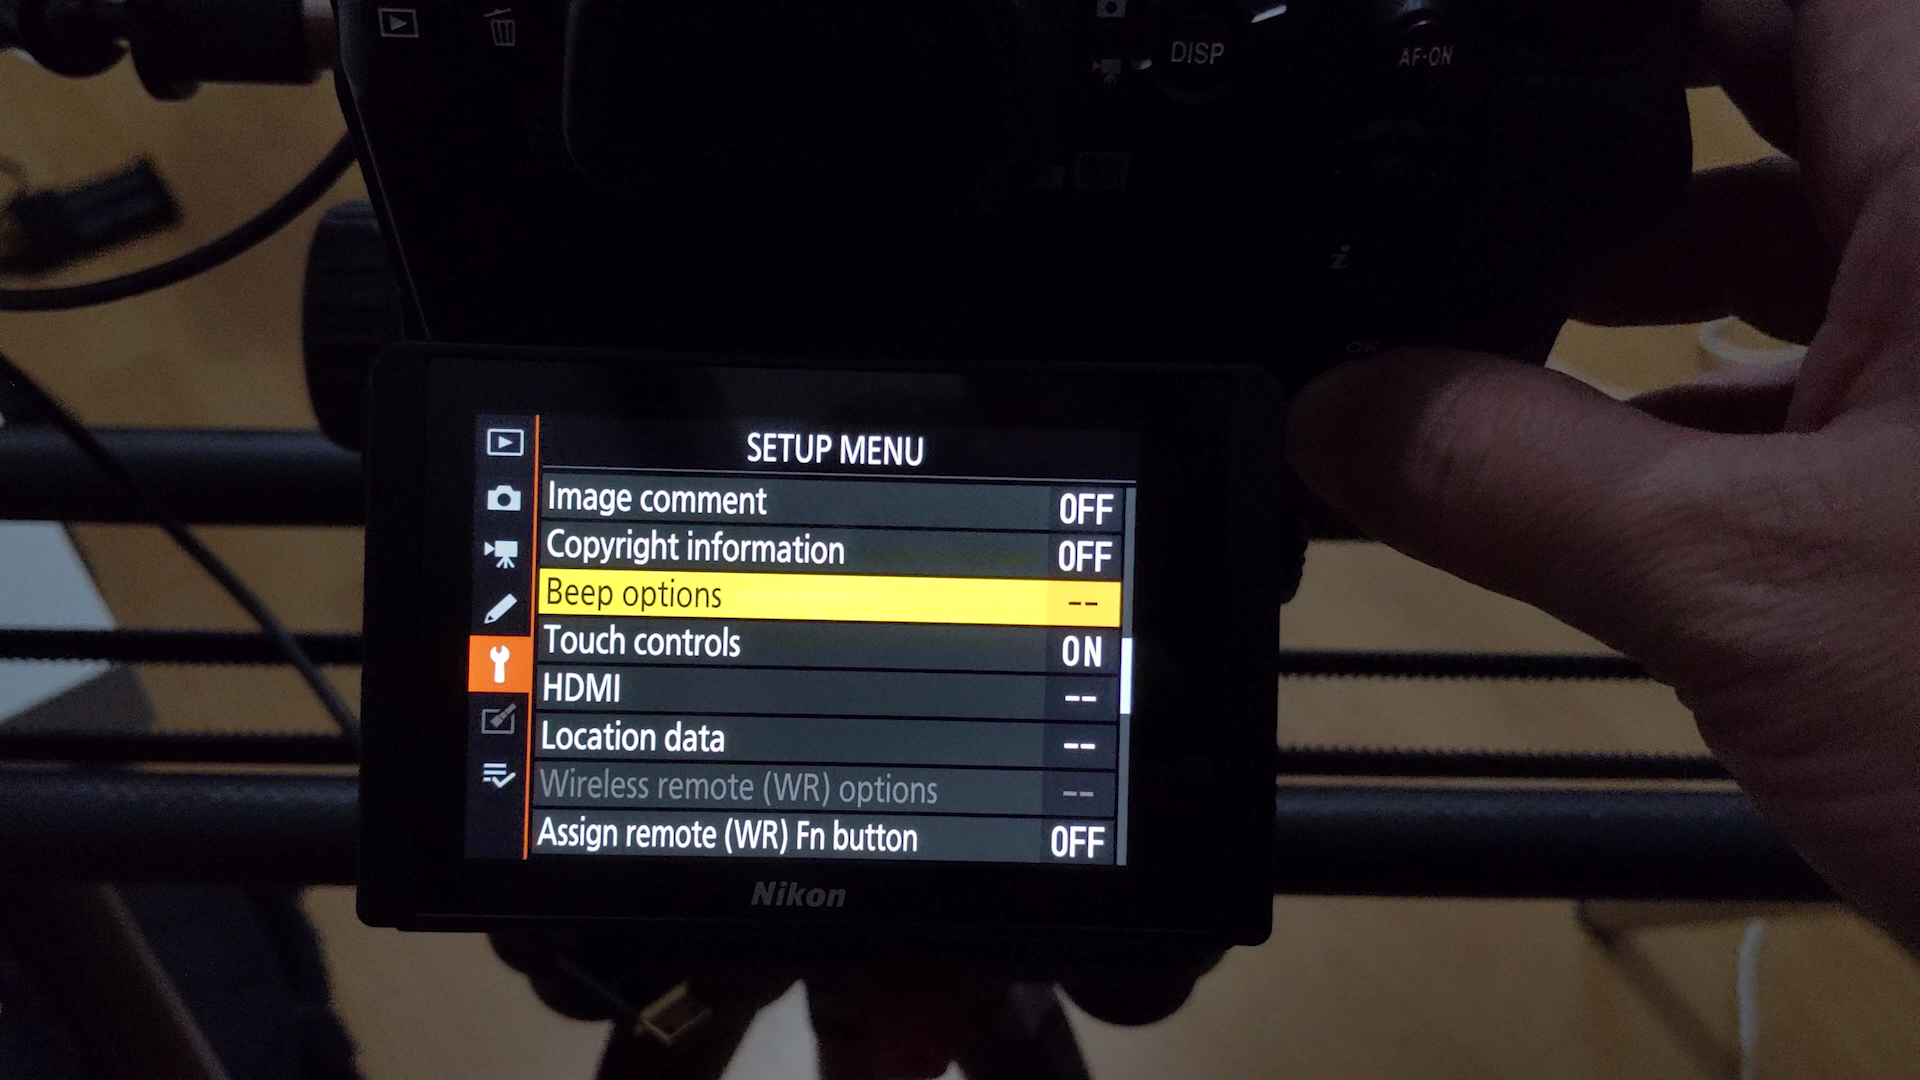 DISP
AF-ON
i
OK
SETUP MENU
Image comment OFF
Copyright information OFF
Beep options --
Touch controls ON
HDMI --
Location data --
Wireless remote (WR) options --
Assign remote (WR) Fn button OFF
Nikon